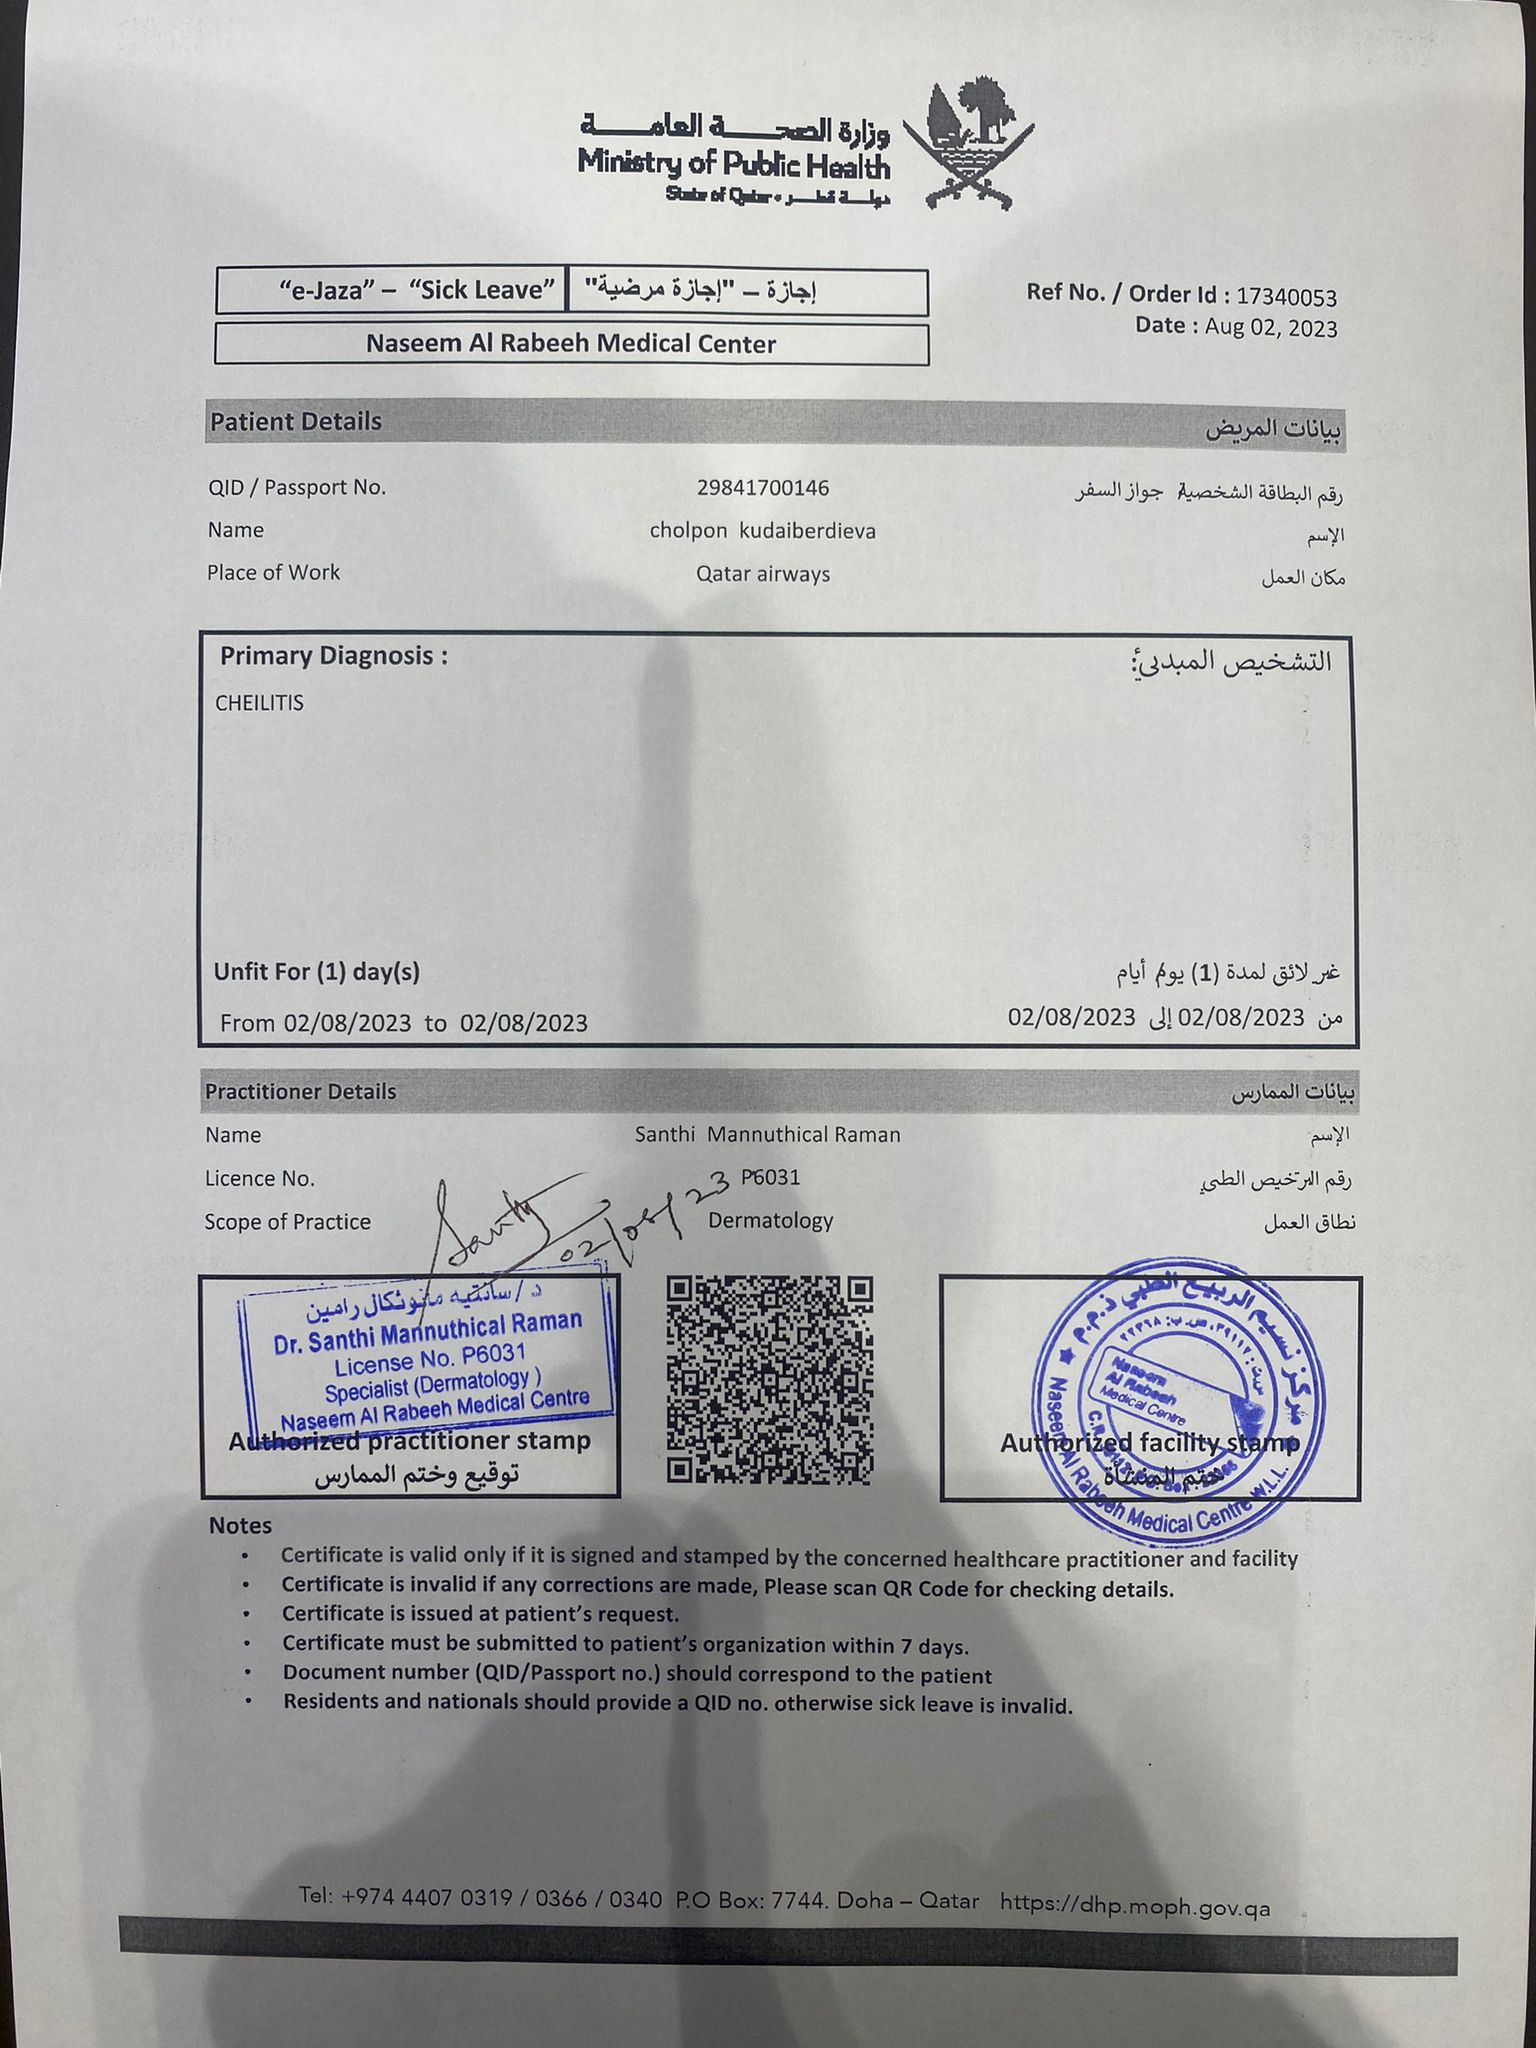 وزارة الصحة العامة
Ministry of Public Health
State of Qatar • دولة قطر
“e-Jaza” – “Sick Leave” إجازة – "إجازة مرضية"
Naseem Al Rabeeh Medical Center
Ref No. / Order Id : 17340053
Date : Aug 02, 2023
Patient Details بيانات المريض
QID / Passport No. 29841700146 رقم البطاقة الشخصية/ جواز السفر
Name cholpon kudaiberdieva الإسم
Place of Work Qatar airways مكان العمل
Primary Diagnosis : التشخيص المبدئي:
CHEILITIS
Unfit For (1) day(s) غير لائق لمدة (1) يوم/ أيام
From 02/08/2023 to 02/08/2023 من 02/08/2023 إلى 02/08/2023
Practitioner Details بيانات الممارس
Name Santhi Mannuthical Raman الإسم
Licence No. P6031 رقم الترخيص الطبي
Scope of Practice Dermatology نطاق العمل
02/08/23
د/ سانتيه مانوثكال رامين
Dr. Santhi Mannuthical Raman
License No. P6031
Specialist (Dermatology )
Naseem Al Rabeeh Medical Centre
Authorized practitioner stamp
توقيع وختم الممارس
مركز نسيم الربيع الطبي ذ.م.م
Naseem
Al Rabeeh
Medical Centre
Naseem Al Rabeeh Medical Centre W.L.L.
Authorized facility stamp
ختم المنشأة
Notes
• Certificate is valid only if it is signed and stamped by the concerned healthcare practitioner and facility
• Certificate is invalid if any corrections are made, Please scan QR Code for checking details.
• Certificate is issued at patient’s request.
• Certificate must be submitted to patient’s organization within 7 days.
• Document number (QID/Passport no.) should correspond to the patient
• Residents and nationals should provide a QID no. otherwise sick leave is invalid.
Tel: +974 4407 0319 / 0366 / 0340 P.O Box: 7744. Doha – Qatar https://dhp.moph.gov.qa